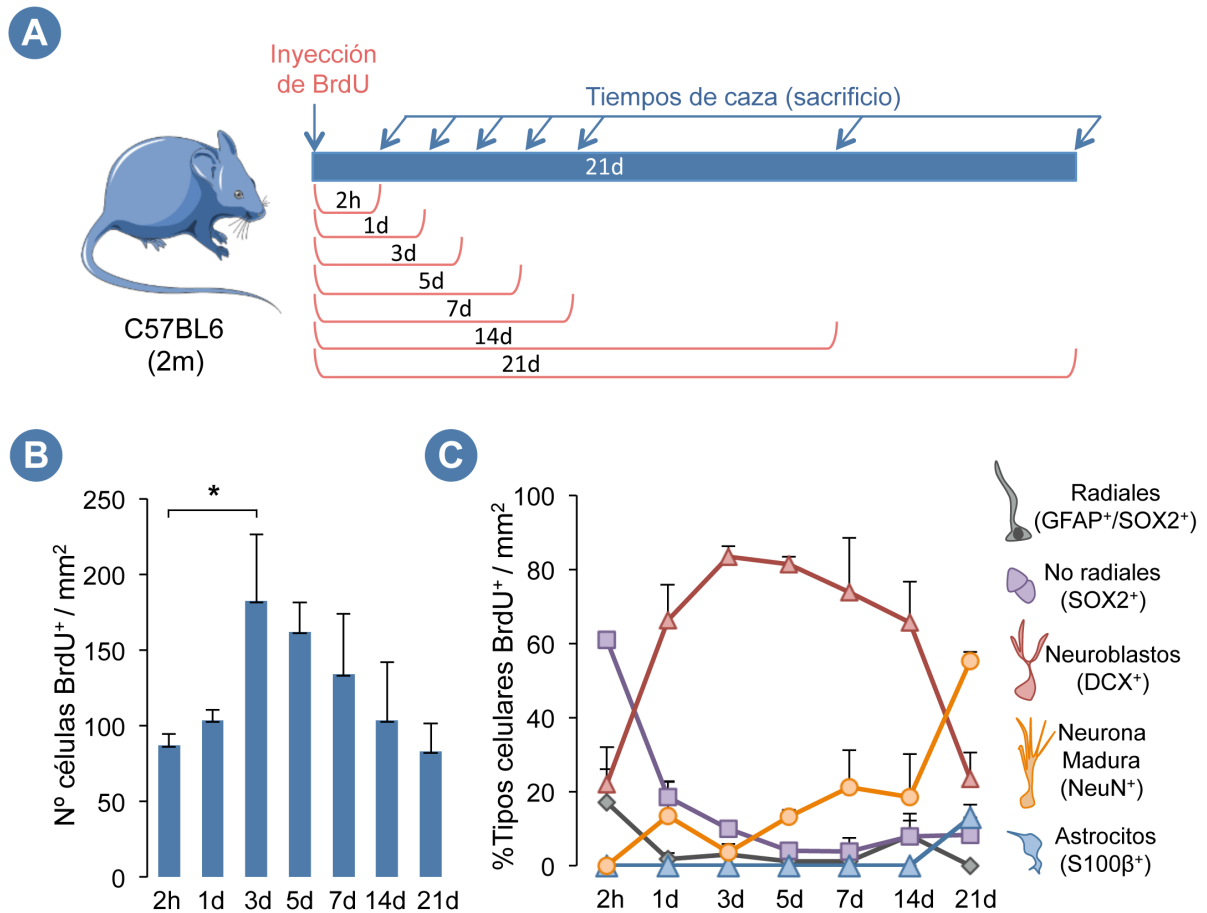 A
Inyección
de BrdU
Tiempos de caza (sacrificio)
21d
2h
1d
3d
5d
7d
14d
21d
C57BL6
(2m)
B
Nº células BrdU⁺ / mm²
250
200
150
100
50
0
*
2h 1d 3d 5d 7d 14d 21d
C
%Tipos celulares BrdU⁺ / mm²
100
80
60
40
20
0
2h 1d 3d 5d 7d 14d 21d
Radiales
(GFAP⁺/SOX2⁺)
No radiales
(SOX2⁺)
Neuroblastos
(DCX⁺)
Neurona
Madura
(NeuN⁺)
Astrocitos
(S100β⁺)